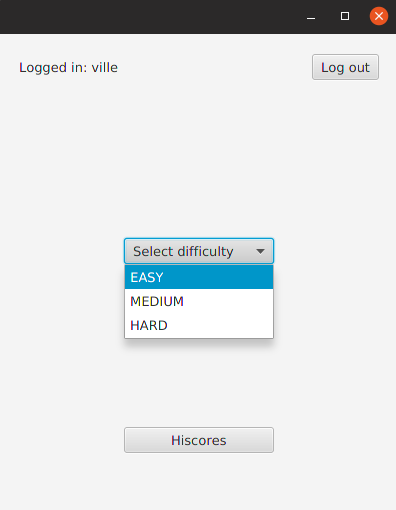 Logged in: ville
Log out
Select difficulty
EASY
MEDIUM
HARD
Hiscores